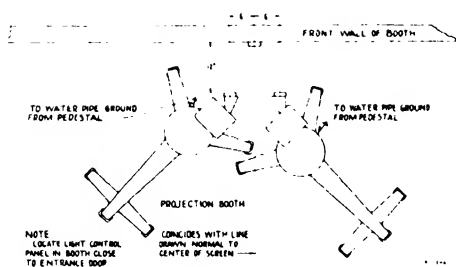 FRONT WALL OF BOOTH
TO WATER PIPE GROUND
FROM PEDESTAL
TO WATER PIPE GROUND
FROM PEDESTAL
PROJECTION BOOTH
NOTE
LOCATE LIGHT CONTROL
PANEL IN BOOTH CLOSE
TO ENTRANCE DOOR
COINCIDES WITH LINE
DRAWN NORMAL TO
CENTER OF SCREEN